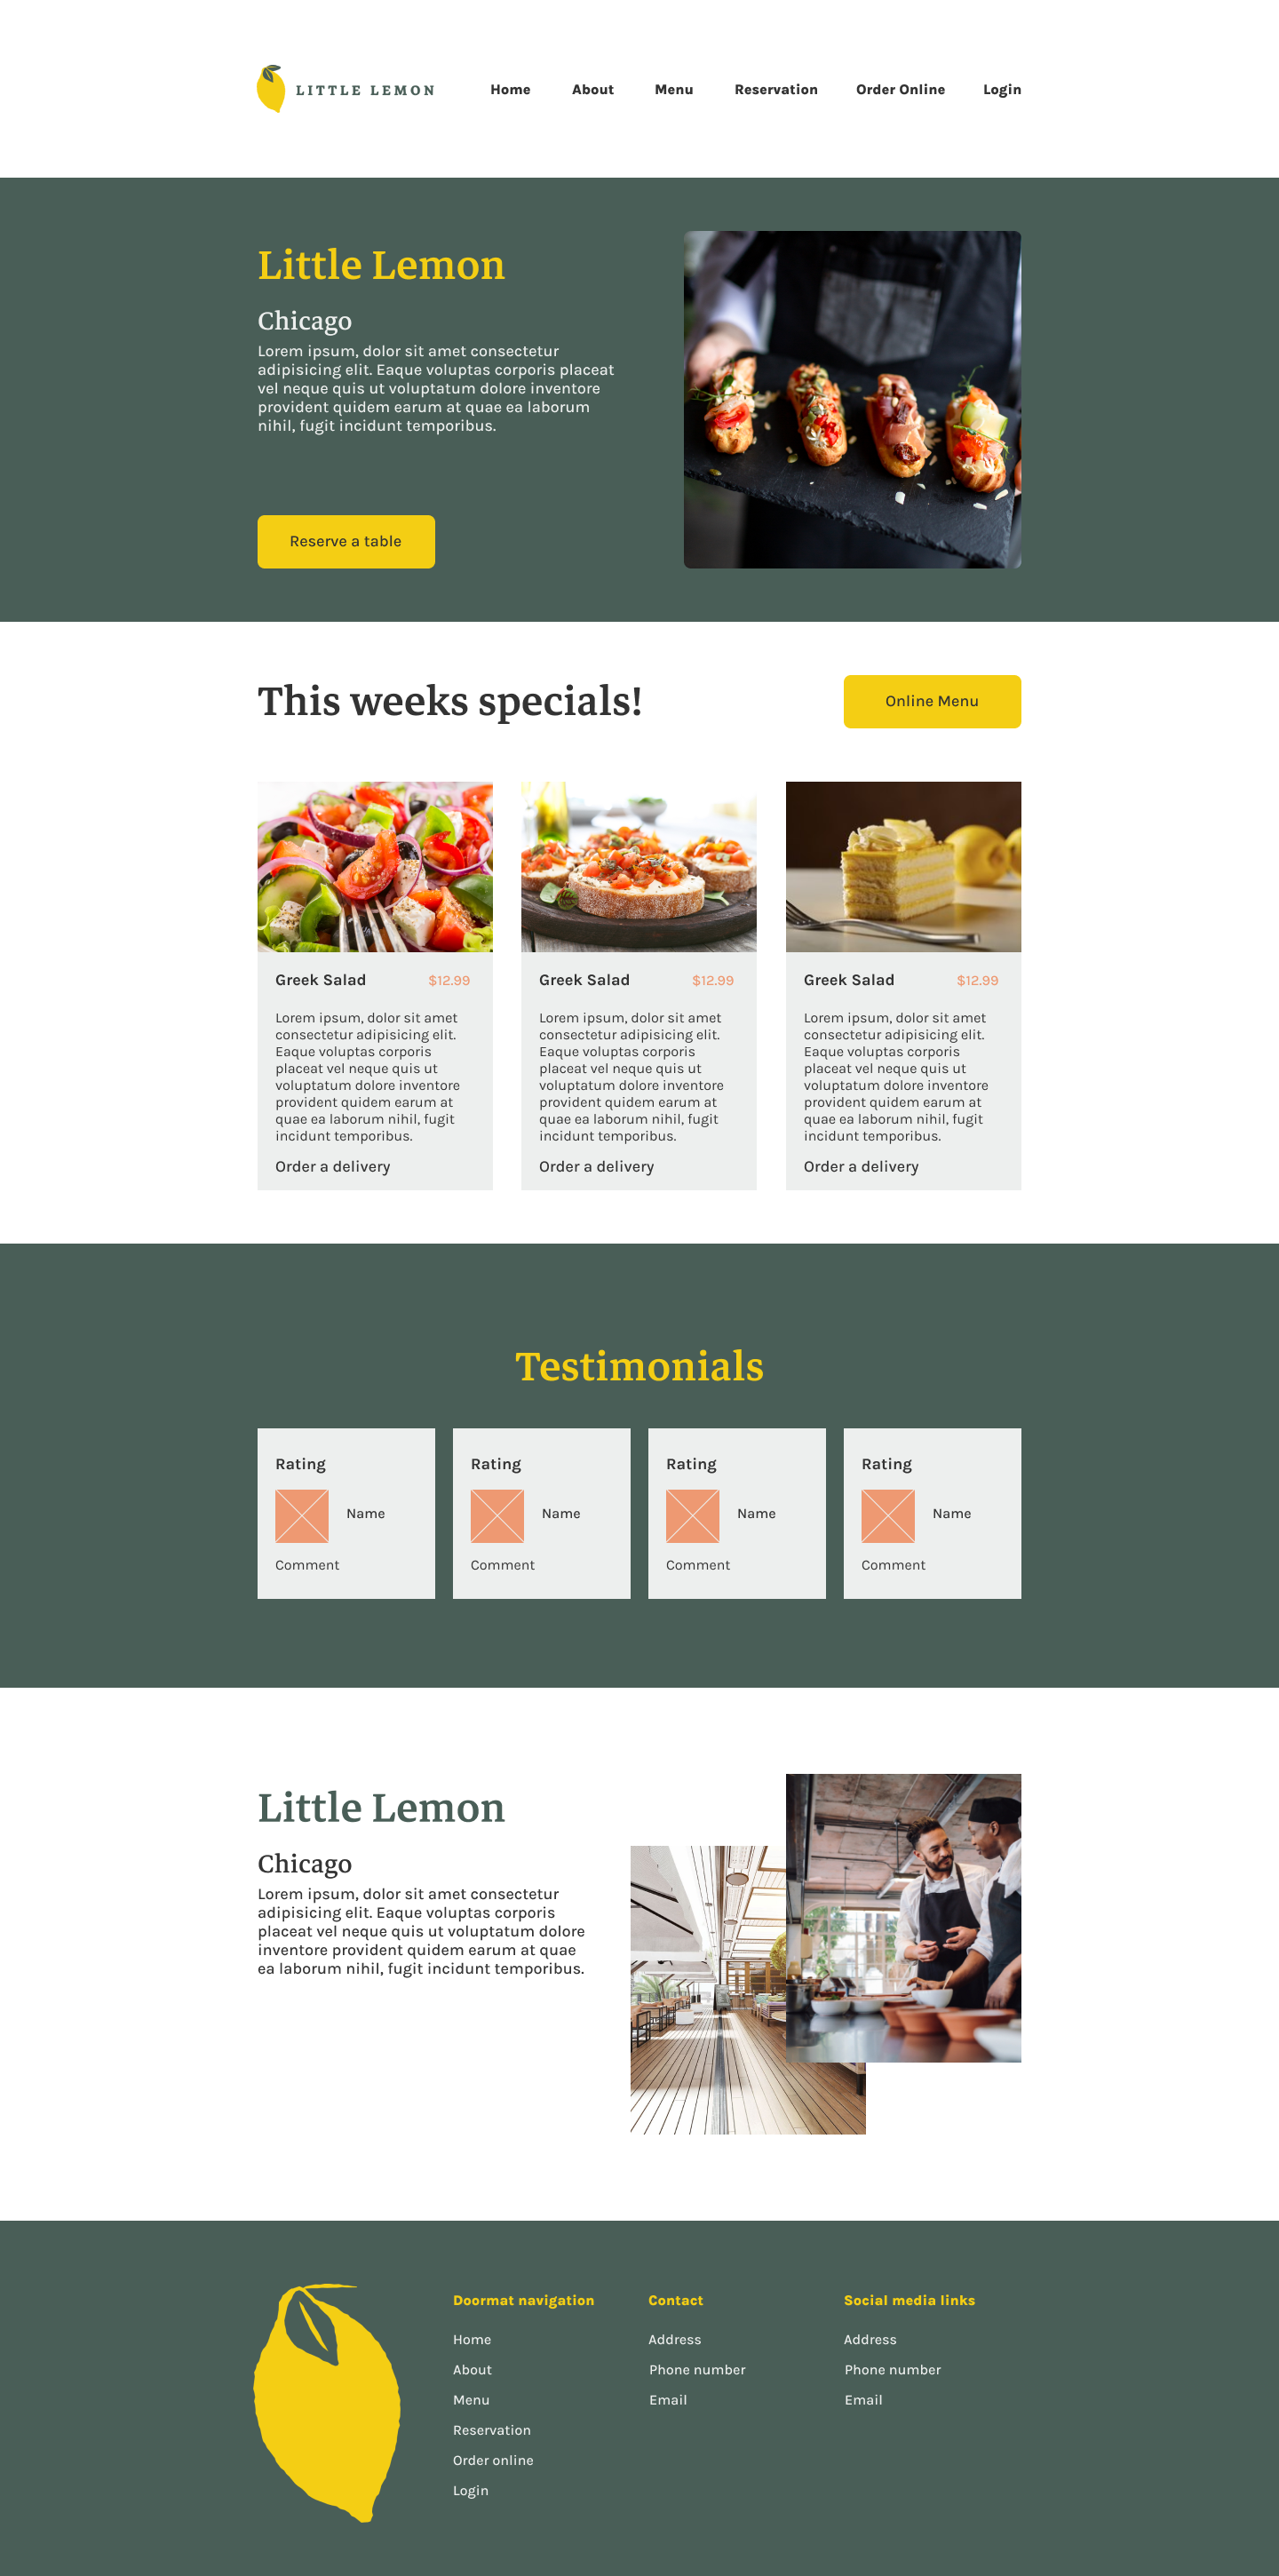 LITTLE LEMON
Home About Menu Reservation Order Online Login
Little Lemon
Chicago
Lorem ipsum, dolor sit amet consectetur
adipisicing elit. Eaque voluptas corporis placeat
vel neque quis ut voluptatum dolore inventore
provident quidem earum at quae ea laborum
nihil, fugit incidunt temporibus.
Reserve a table
This weeks specials!
Online Menu
Greek Salad $12.99
Lorem ipsum, dolor sit amet
consectetur adipisicing elit.
Eaque voluptas corporis
placeat vel neque quis ut
voluptatum dolore inventore
provident quidem earum at
quae ea laborum nihil, fugit
incidunt temporibus.
Order a delivery
Greek Salad $12.99
Lorem ipsum, dolor sit amet
consectetur adipisicing elit.
Eaque voluptas corporis
placeat vel neque quis ut
voluptatum dolore inventore
provident quidem earum at
quae ea laborum nihil, fugit
incidunt temporibus.
Order a delivery
Greek Salad $12.99
Lorem ipsum, dolor sit amet
consectetur adipisicing elit.
Eaque voluptas corporis
placeat vel neque quis ut
voluptatum dolore inventore
provident quidem earum at
quae ea laborum nihil, fugit
incidunt temporibus.
Order a delivery
Testimonials
Rating
Name
Comment
Rating
Name
Comment
Rating
Name
Comment
Rating
Name
Comment
Little Lemon
Chicago
Lorem ipsum, dolor sit amet consectetur
adipisicing elit. Eaque voluptas corporis
placeat vel neque quis ut voluptatum dolore
inventore provident quidem earum at quae
ea laborum nihil, fugit incidunt temporibus.
Doormat navigation
Home
About
Menu
Reservation
Order online
Login
Contact
Address
Phone number
Email
Social media links
Address
Phone number
Email